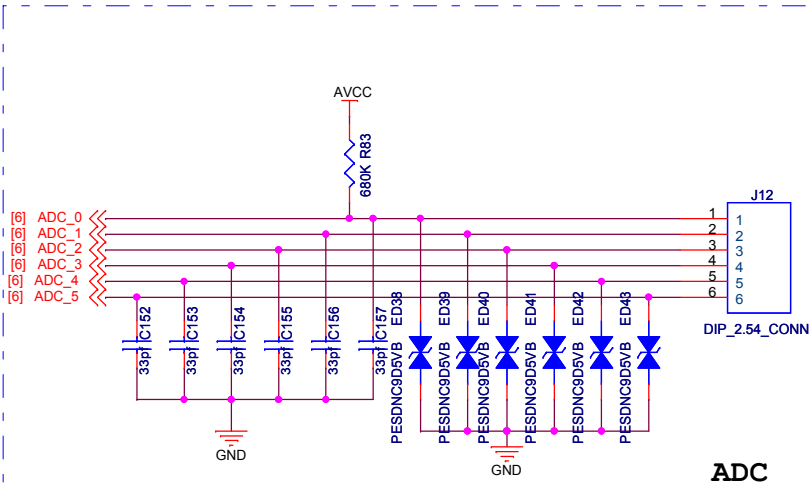 AVCC
680K R83
J12
[6] ADC_0 1 1
[6] ADC_1 2 2
[6] ADC_2 3 3
[6] ADC_3 4 4
[6] ADC_4 5 5
[6] ADC_5 6 6
DIP_2.54_CONN
33pf C152
33pf C153
33pf C154
33pf C155
33pf C156
33pf C157
PESDNC9D5VB ED38
PESDNC9D5VB ED39
PESDNC9D5VB ED40
PESDNC9D5VB ED41
PESDNC9D5VB ED42
PESDNC9D5VB ED43
GND
GND
ADC